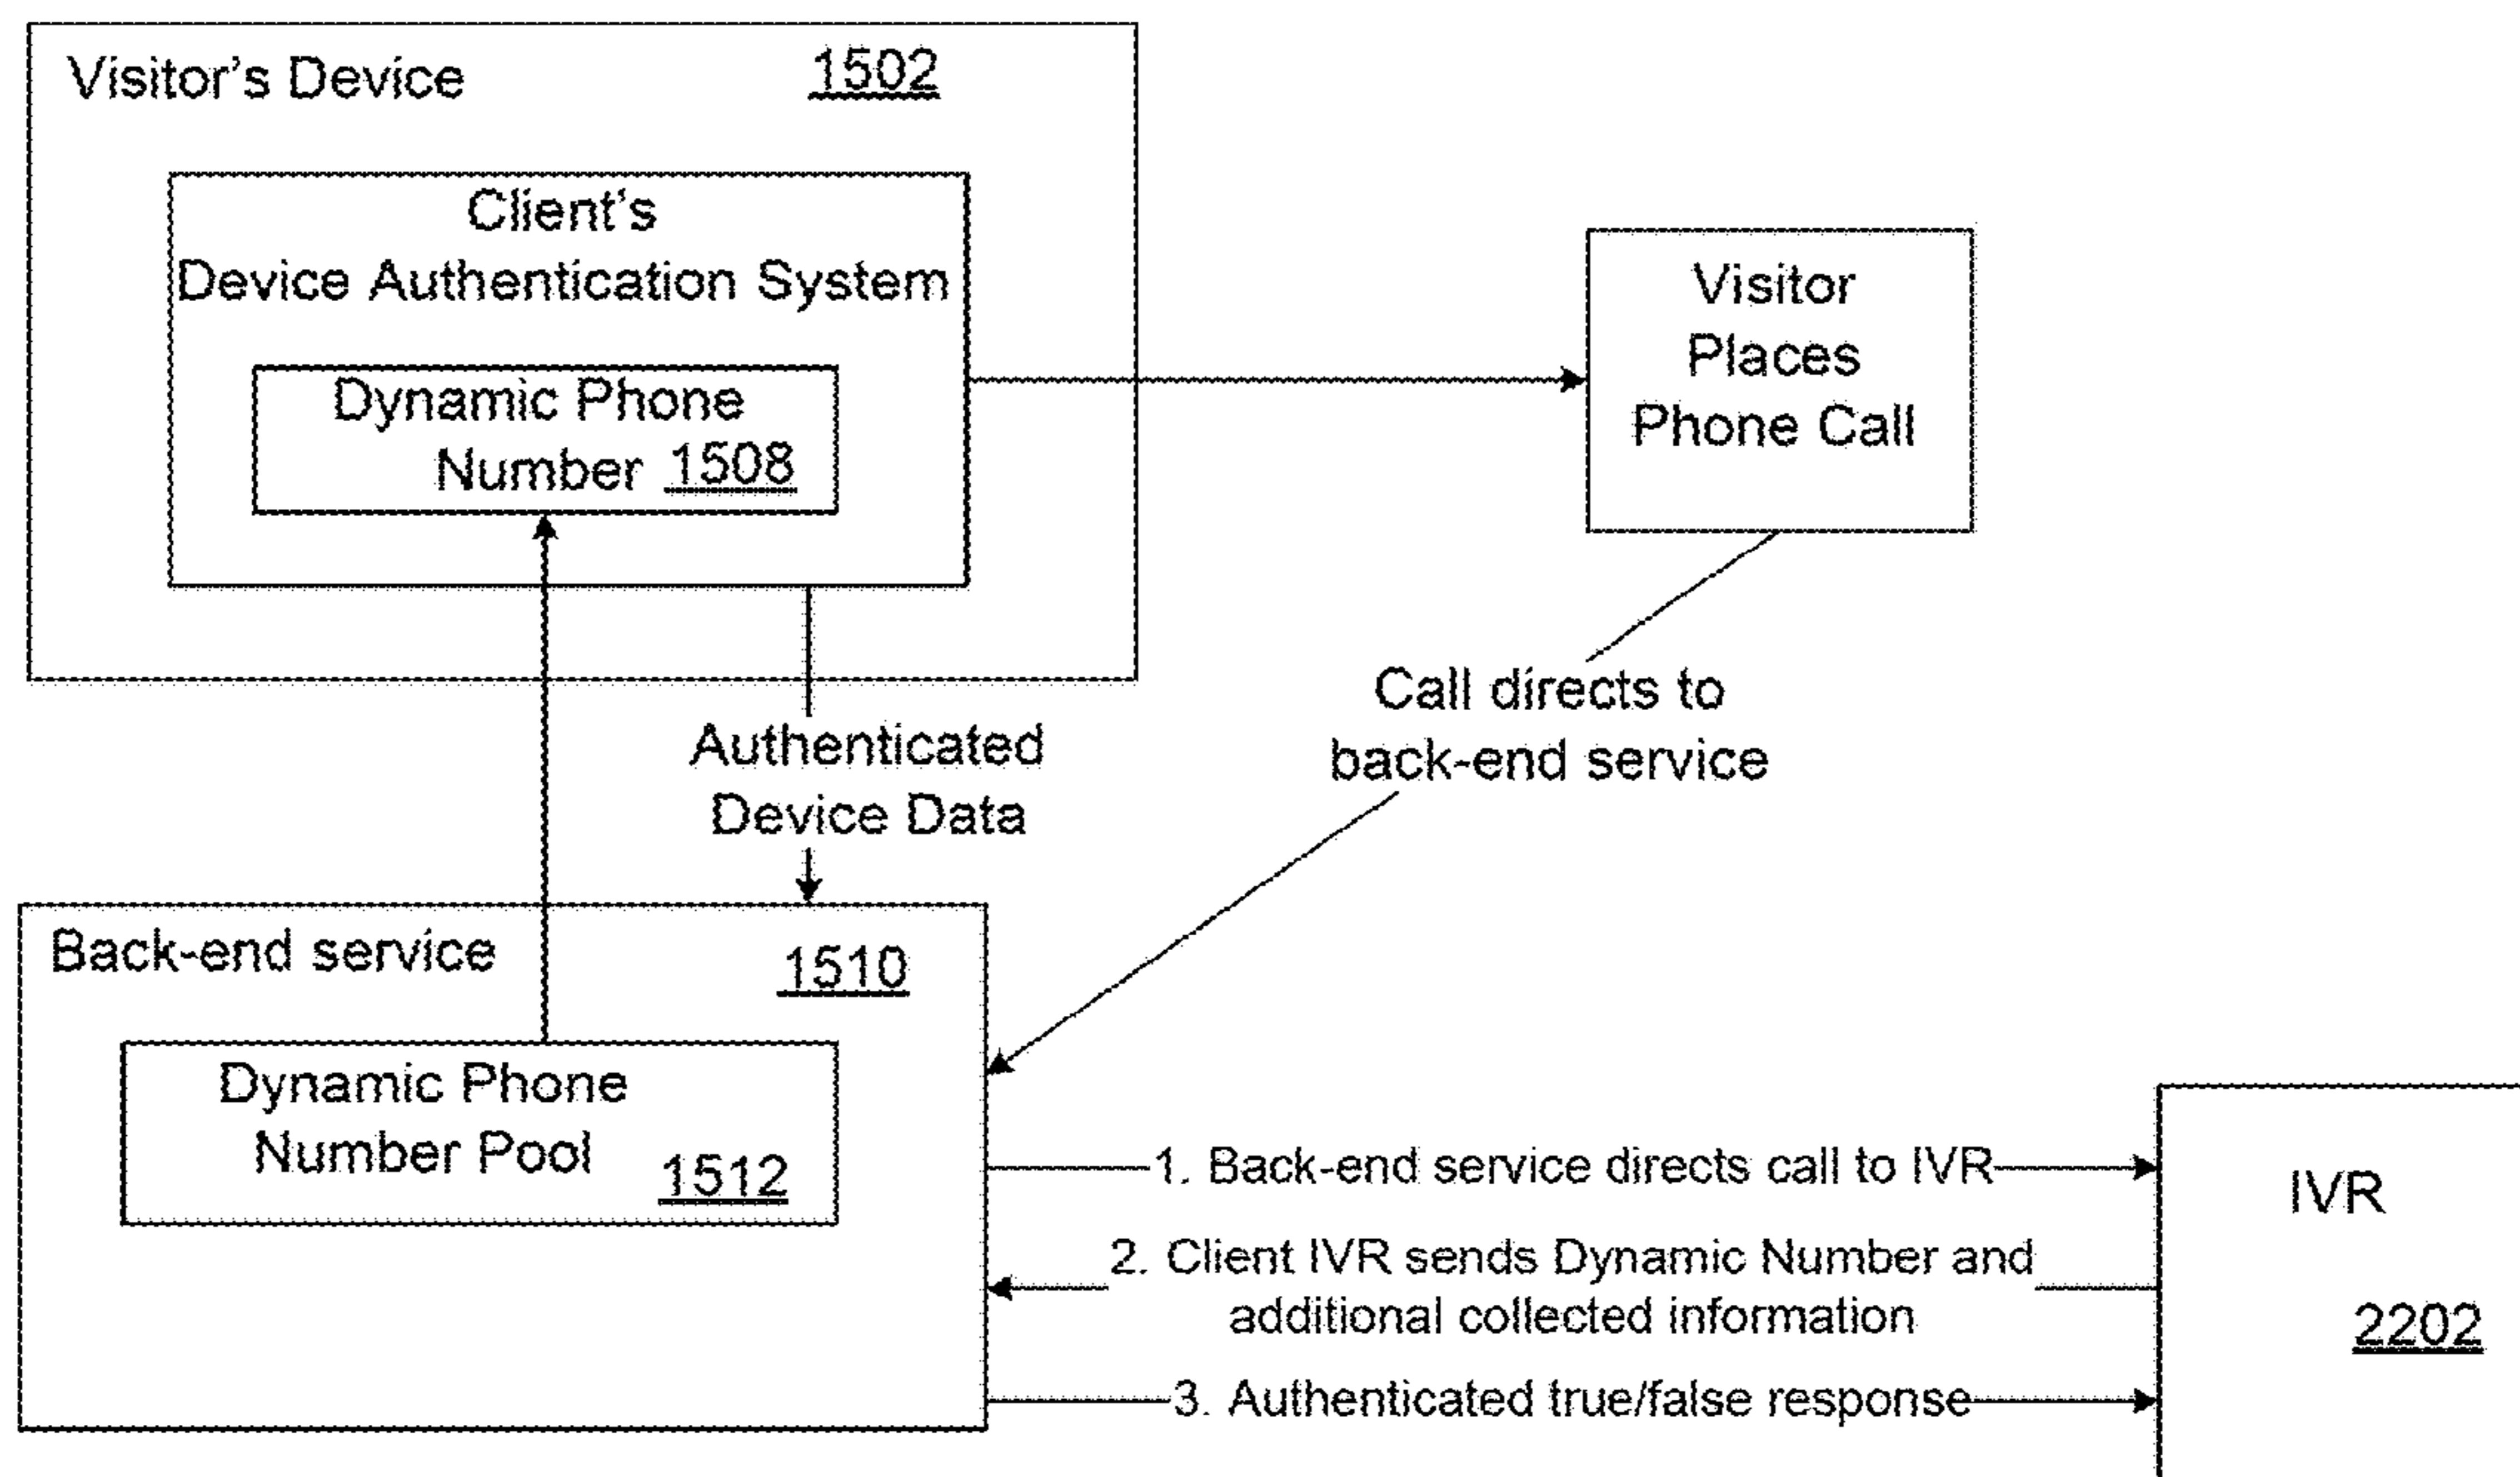 Visitor's Device 1502
Client's
Device Authentication System
Dynamic Phone
Number 1508
Visitor
Places
Phone Call
Authenticated
Device Data
Call directs to
back-end service
Back-end service 1510
Dynamic Phone
Number Pool 1512
1. Back-end service directs call to IVR
2. Client IVR sends Dynamic Number and
additional collected information
3. Authenticated true/false response
IVR
2202